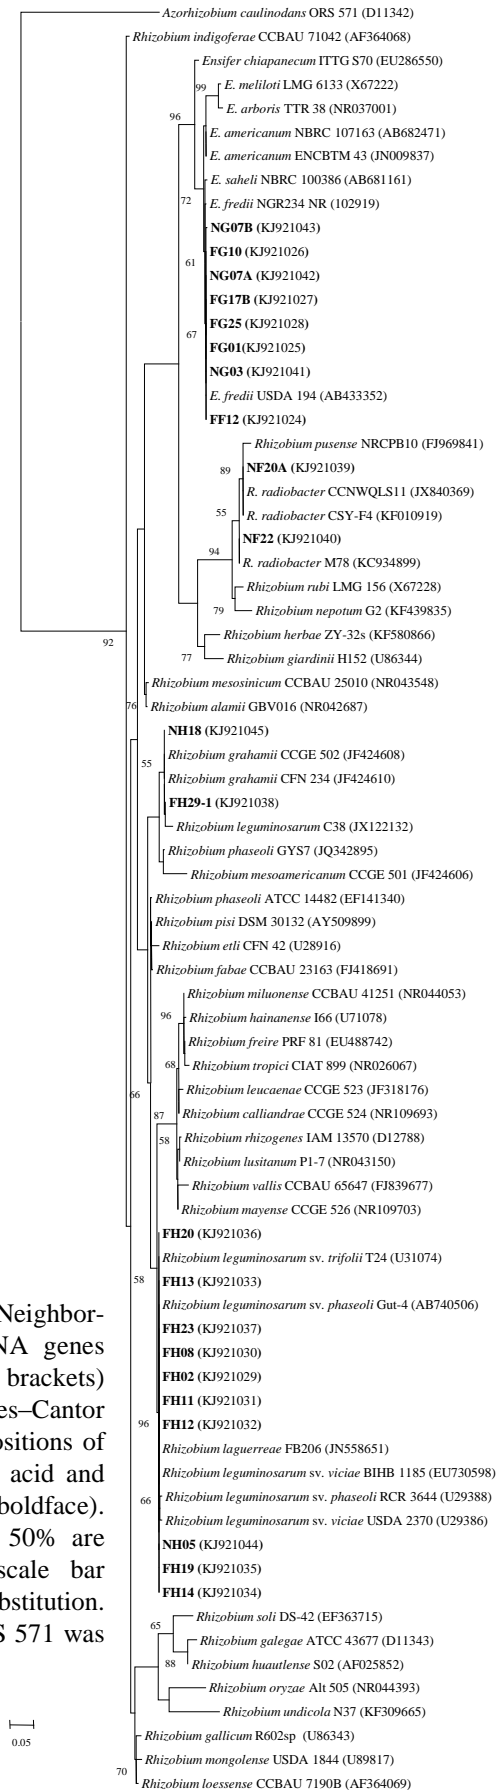 Azorhizobium caulinodans ORS 571 (D11342)
Rhizobium indigoferae CCBAU 71042 (AF364068)
Ensifer chiapanecum ITTG S70 (EU286550)
99
E. meliloti LMG 6133 (X67222)
E. arboris TTR 38 (NR037001)
96
E. americanum NBRC 107163 (AB682471)
E. americanum ENCBTM 43 (JN009837)
E. saheli NBRC 100386 (AB681161)
72
E. fredii NGR234 NR (102919)
NG07B (KJ921043)
FG10 (KJ921026)
61
NG07A (KJ921042)
FG17B (KJ921027)
FG25 (KJ921028)
67
FG01(KJ921025)
NG03 (KJ921041)
E. fredii USDA 194 (AB433352)
FF12 (KJ921024)
Rhizobium pusense NRCPB10 (FJ969841)
89
NF20A (KJ921039)
R. radiobacter CCNWQLS11 (JX840369)
55
R. radiobacter CSY-F4 (KF010919)
NF22 (KJ921040)
94
R. radiobacter M78 (KC934899)
Rhizobium rubi LMG 156 (X67228)
79
Rhizobium nepotum G2 (KF439835)
Rhizobium herbae ZY-32s (KF580866)
92
77
Rhizobium giardinii H152 (U86344)
Rhizobium mesosinicum CCBAU 25010 (NR043548)
76
Rhizobium alamii GBV016 (NR042687)
NH18 (KJ921045)
Rhizobium grahamii CCGE 502 (JF424608)
55
Rhizobium grahamii CFN 234 (JF424610)
FH29-1 (KJ921038)
Rhizobium leguminosarum C38 (JX122132)
Rhizobium phaseoli GYS7 (JQ342895)
Rhizobium mesoamericanum CCGE 501 (JF424606)
Rhizobium phaseoli ATCC 14482 (EF141340)
Rhizobium pisi DSM 30132 (AY509899)
Rhizobium etli CFN 42 (U28916)
Rhizobium fabae CCBAU 23163 (FJ418691)
Rhizobium miluonense CCBAU 41251 (NR044053)
96
Rhizobium hainanense I66 (U71078)
Rhizobium freire PRF 81 (EU488742)
68
Rhizobium tropici CIAT 899 (NR026067)
Rhizobium leucaenae CCGE 523 (JF318176)
66
87
Rhizobium calliandrae CCGE 524 (NR109693)
58
Rhizobium rhizogenes IAM 13570 (D12788)
Rhizobium lusitanum P1-7 (NR043150)
Rhizobium vallis CCBAU 65647 (FJ839677)
Rhizobium mayense CCGE 526 (NR109703)
FH20 (KJ921036)
Rhizobium leguminosarum sv. trifolii T24 (U31074)
58
FH13 (KJ921033)
Rhizobium leguminosarum sv. phaseoli Gut-4 (AB740506)
FH23 (KJ921037)
FH08 (KJ921030)
FH02 (KJ921029)
FH11 (KJ921031)
96
FH12 (KJ921032)
Rhizobium laguerreae FB206 (JN558651)
Rhizobium leguminosarum sv. viciae BIHB 1185 (EU730598)
66
Rhizobium leguminosarum sv. phaseoli RCR 3644 (U29388)
Rhizobium leguminosarum sv. viciae USDA 2370 (U29386)
NH05 (KJ921044)
FH19 (KJ921035)
FH14 (KJ921034)
Rhizobium soli DS-42 (EF363715)
65
Rhizobium galegae ATCC 43677 (D11343)
88
Rhizobium huautlense S02 (AF025852)
Rhizobium oryzae Alt 505 (NR044393)
Rhizobium undicola N37 (KF309665)
Rhizobium gallicum R602sp (U86343)
Rhizobium mongolense USDA 1844 (U89817)
70
Rhizobium loessense CCBAU 7190B (AF364069)
Neighbor-
NA genes
brackets)
es–Cantor
ositions of
acid and
boldface).
50% are
scale bar
bstitution.
S 571 was
0.05